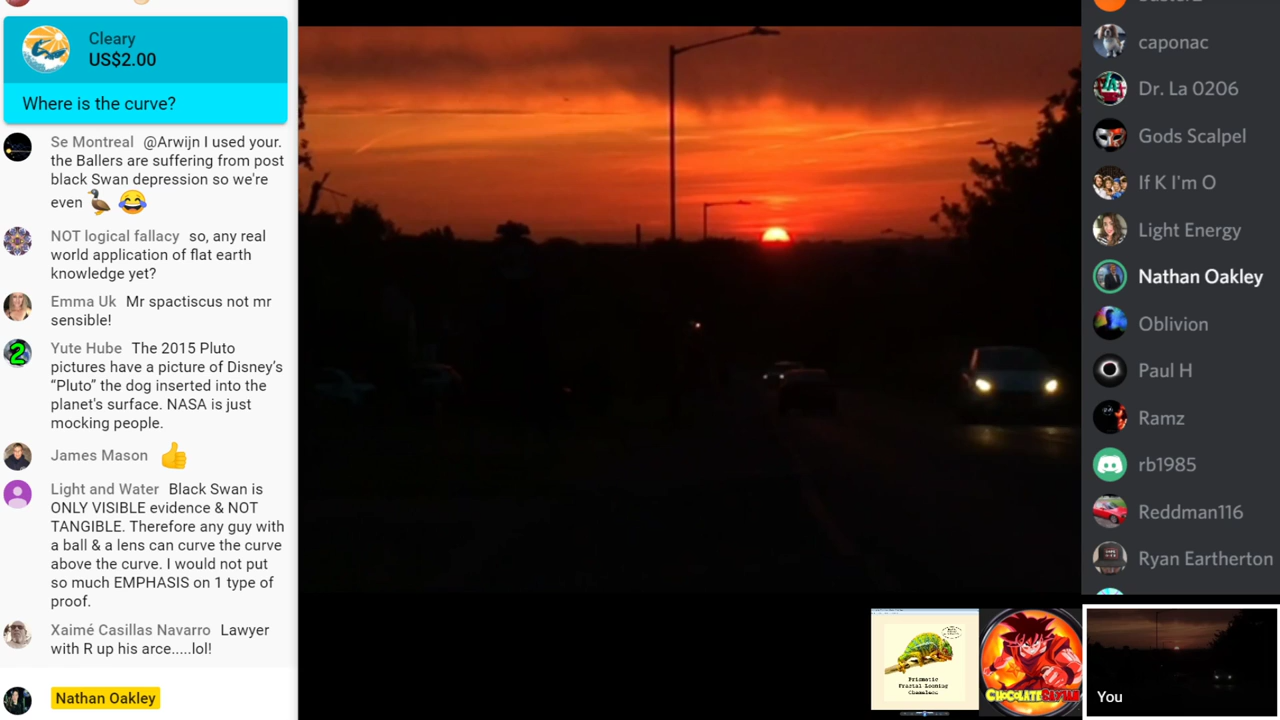 Cleary
US$2.00
Where is the curve?
Se Montreal @Arwijn I used your.
the Ballers are suffering from post
black Swan depression so we're
even 🦆 😂
NOT logical fallacy so, any real
world application of flat earth
knowledge yet?
Emma Uk Mr spactiscus not mr
sensible!
Yute Hube The 2015 Pluto
pictures have a picture of Disney’s
“Pluto” the dog inserted into the
planet's surface. NASA is just
mocking people.
James Mason 👍
Light and Water Black Swan is
ONLY VISIBLE evidence & NOT
TANGIBLE. Therefore any guy with
a ball & a lens can curve the curve
above the curve. I would not put
so much EMPHASIS on 1 type of
proof.
Xaimé Casillas Navarro Lawyer
with R up his arce.....lol!
Nathan Oakley
caponac
Dr. La 0206
Gods Scalpel
If K I'm O
Light Energy
Nathan Oakley
Oblivion
Paul H
Ramz
rb1985
Reddman116
Ryan Eartherton
Prismatic
Fractal Zooming
Chameleon
CHOCOLATE SAIYAN
You